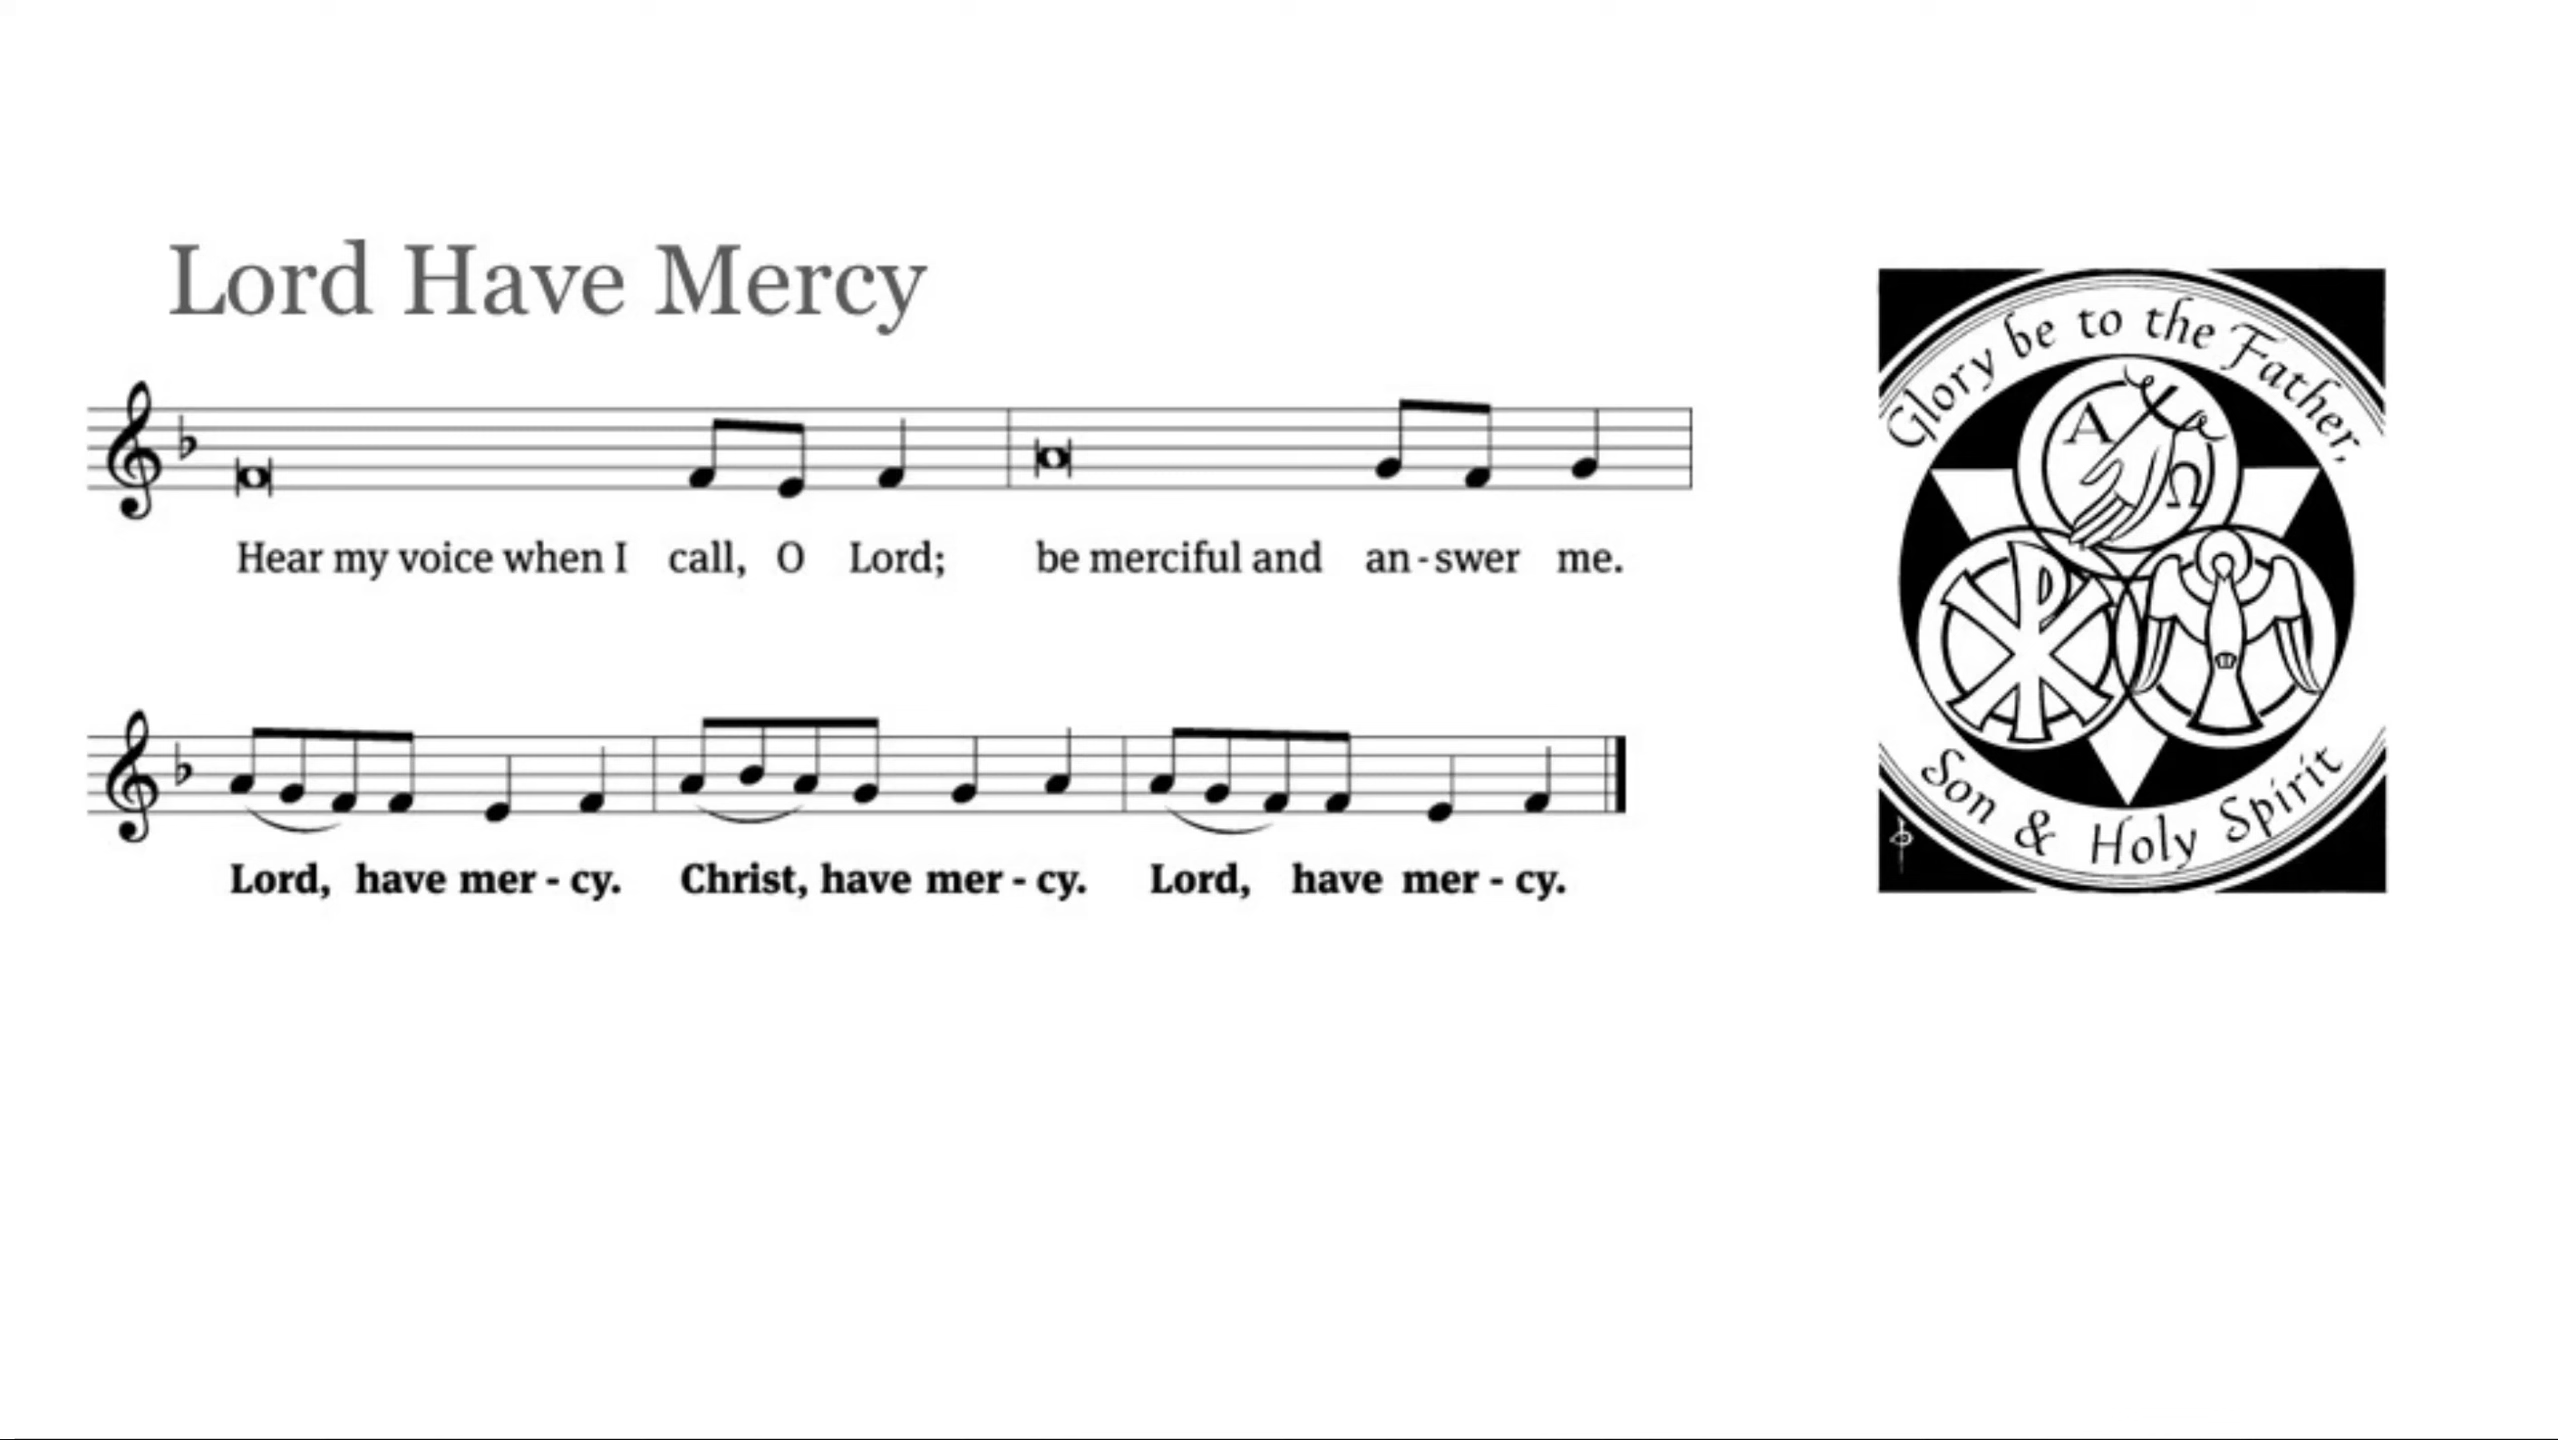 Lord Have Mercy
Hear my voice when I call, O Lord; be merciful and an - swer me.
Lord, have mer - cy. Christ, have mer - cy. Lord, have mer - cy.
Glory be to the Father,
Α Ω
Son & Holy Spirit